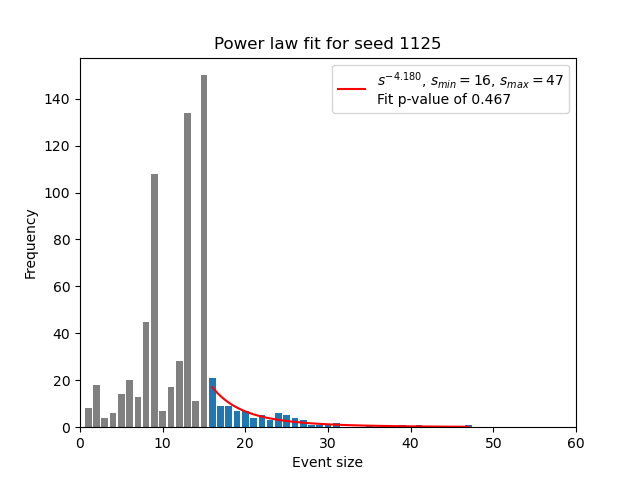 Power law fit for seed 1125
s^{-4.180}, s_{min} = 16, s_{max} = 47
Fit p-value of 0.467
Frequency
140
120
100
80
60
40
20
0
0 10 20 30 40 50 60
Event size